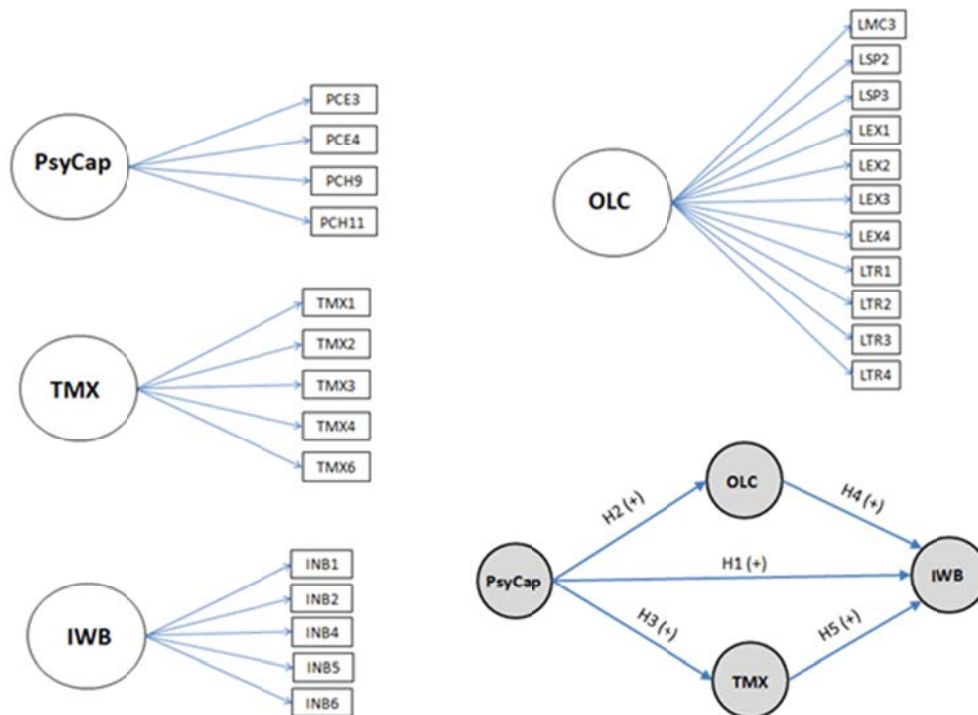 PsyCap
PCE3
PCE4
PCH9
PCH11
TMX
TMX1
TMX2
TMX3
TMX4
TMX6
IWB
INB1
INB2
INB4
INB5
INB6
OLC
LMC3
LSP2
LSP3
LEX1
LEX2
LEX3
LEX4
LTR1
LTR2
LTR3
LTR4
PsyCap
OLC
TMX
IWB
H2 (+)
H4 (+)
H1 (+)
H3 (+)
H5 (+)